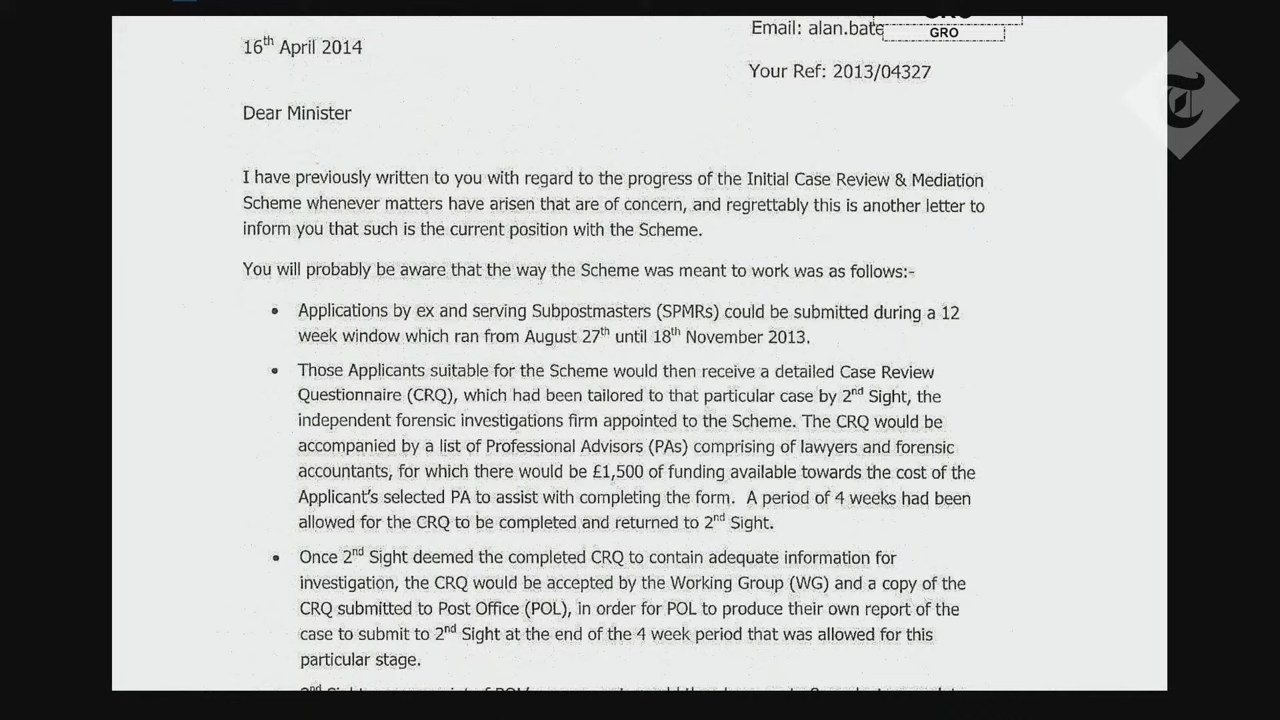 GRO
Email: alan.bate
GRO
16th April 2014
Your Ref: 2013/04327
Dear Minister
I have previously written to you with regard to the progress of the Initial Case Review & Mediation
Scheme whenever matters have arisen that are of concern, and regrettably this is another letter to
inform you that such is the current position with the Scheme.
You will probably be aware that the way the Scheme was meant to work was as follows:-
• Applications by ex and serving Subpostmasters (SPMRs) could be submitted during a 12
week window which ran from August 27th until 18th November 2013.
• Those Applicants suitable for the Scheme would then receive a detailed Case Review
Questionnaire (CRQ), which had been tailored to that particular case by 2nd Sight, the
independent forensic investigations firm appointed to the Scheme. The CRQ would be
accompanied by a list of Professional Advisors (PAs) comprising of lawyers and forensic
accountants, for which there would be £1,500 of funding available towards the cost of the
Applicant's selected PA to assist with completing the form. A period of 4 weeks had been
allowed for the CRQ to be completed and returned to 2nd Sight.
• Once 2nd Sight deemed the completed CRQ to contain adequate information for
investigation, the CRQ would be accepted by the Working Group (WG) and a copy of the
CRQ submitted to Post Office (POL), in order for POL to produce their own report of the
case to submit to 2nd Sight at the end of the 4 week period that was allowed for this
particular stage.